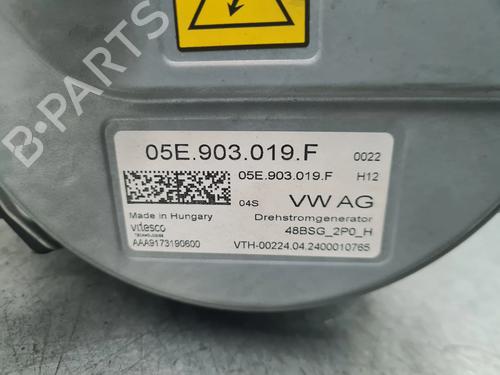 B-PARTS
05E.903.019.F 0022
05E.903.019.F H12
04S VW AG
Made in Hungary Drehstromgenerator
vitesco 48BSG_2P0_H
TECHNOLOGIES
AAA9173190600 VTH-00224.04.2400010765